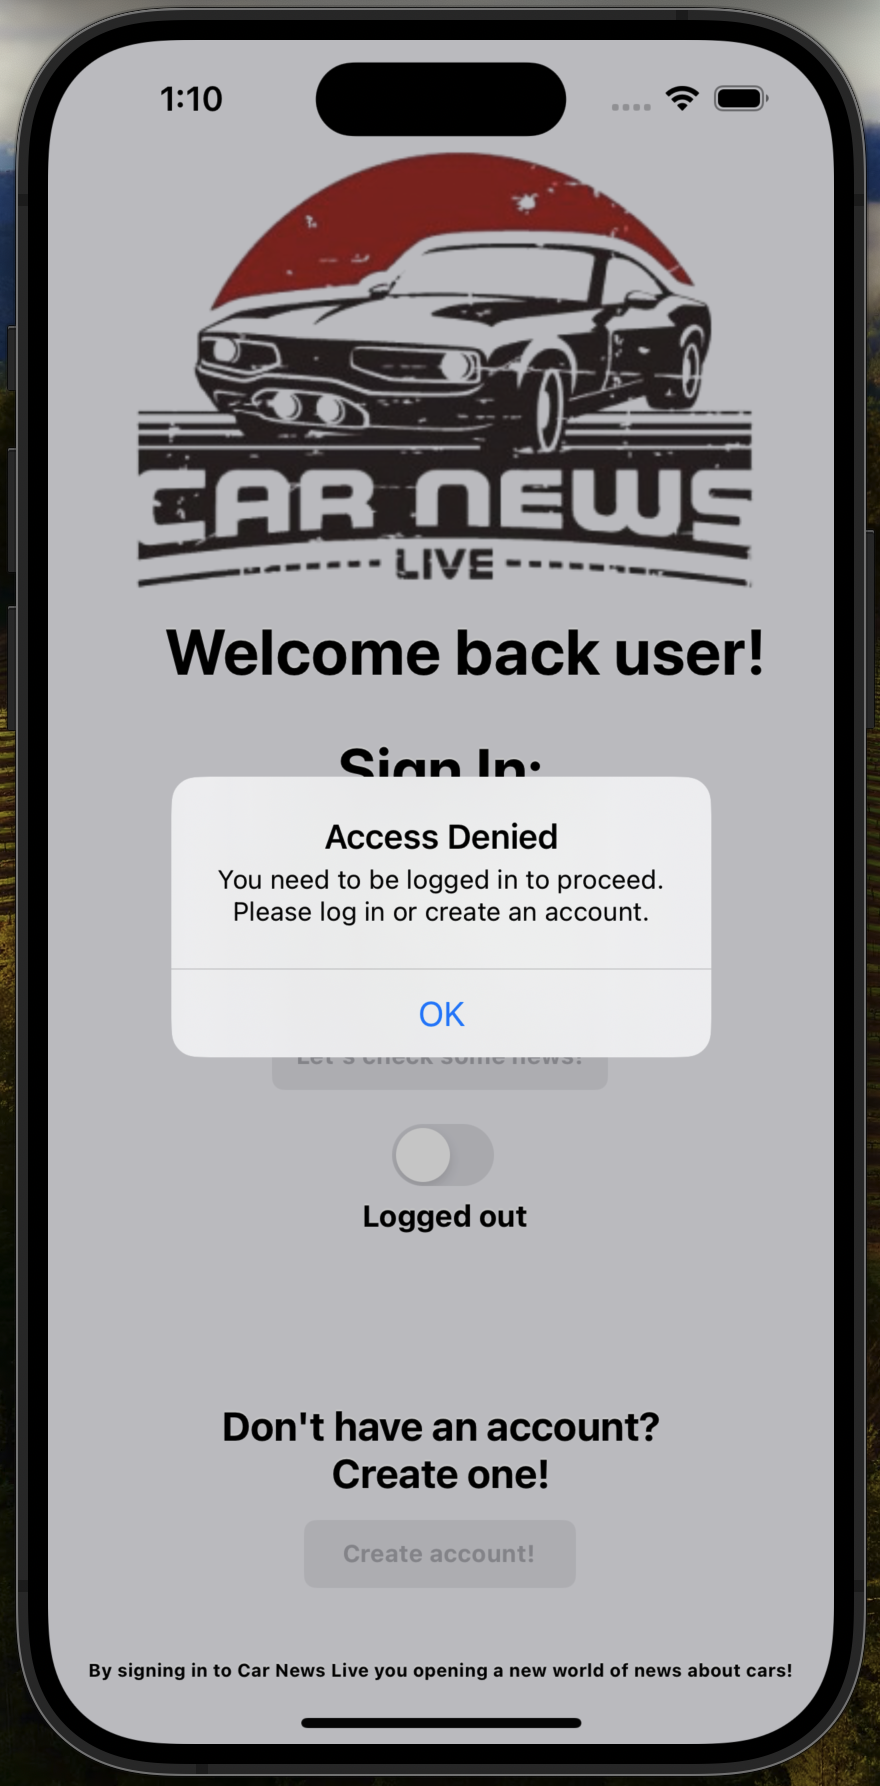 1:10
CAR NEWS
LIVE
Welcome back user!
Sign In:
Access Denied
You need to be logged in to proceed.
Please log in or create an account.
OK
Let's check some news!
Logged out
Don't have an account?
Create one!
Create account!
By signing in to Car News Live you opening a new world of news about cars!